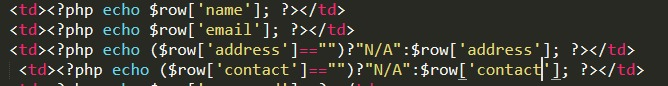 <td><?php echo $row['name']; ?></td>
<td><?php echo $row['email']; ?></td>
<td><?php echo ($row['address']=="")?"N/A":$row['address']; ?></td>
<td><?php echo ($row['contact']=="")?"N/A":$row['contact']; ?></td>